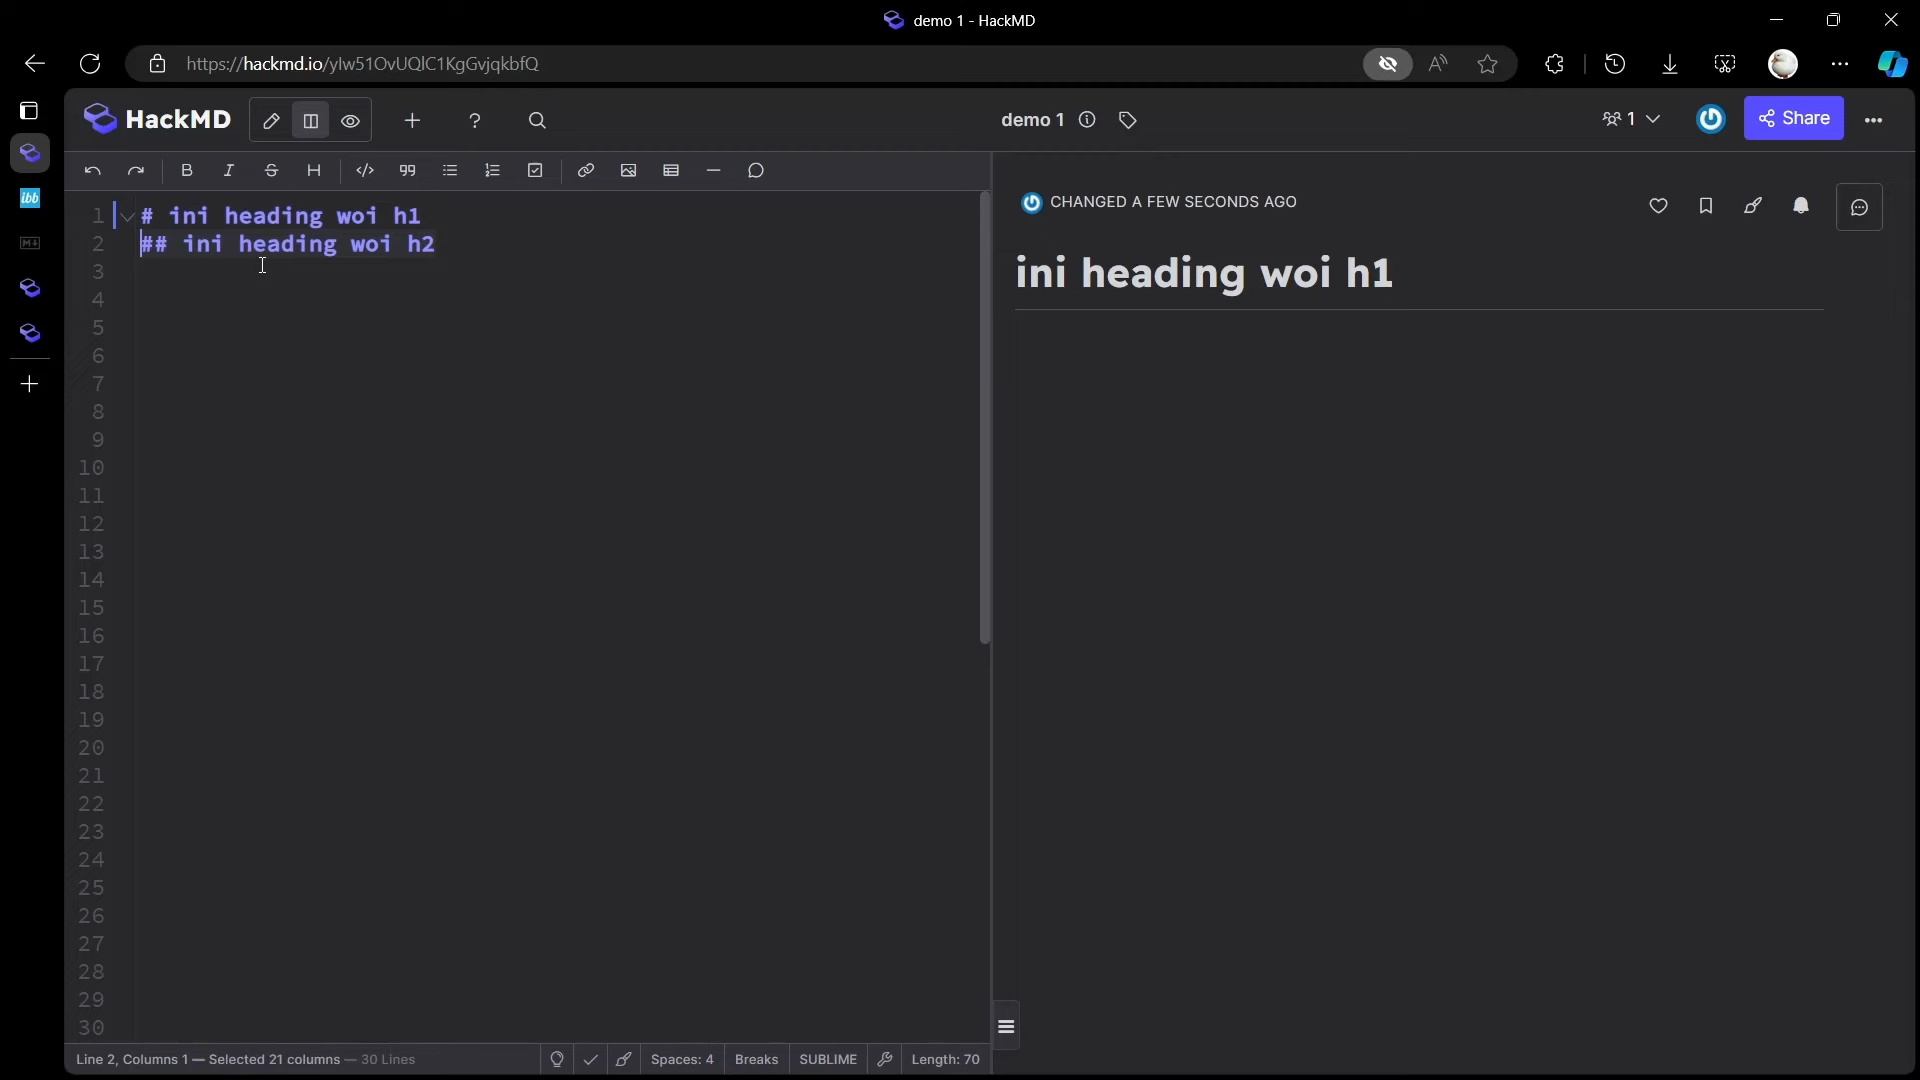 demo 1 - HackMD
https://hackmd.io/ylw51OvUQlC1KgGvjqkbfQ
HackMD
demo 1
1
Share
CHANGED A FEW SECONDS AGO
1 # ini heading woi h1
2 ## ini heading woi h2
3
4
5
6
7
8
9
10
11
12
13
14
15
16
17
18
19
20
21
22
23
24
25
26
27
28
29
30
ini heading woi h1
ibb
Line 2, Columns 1 — Selected 21 columns — 30 Lines
Spaces: 4
Breaks
SUBLIME
Length: 70